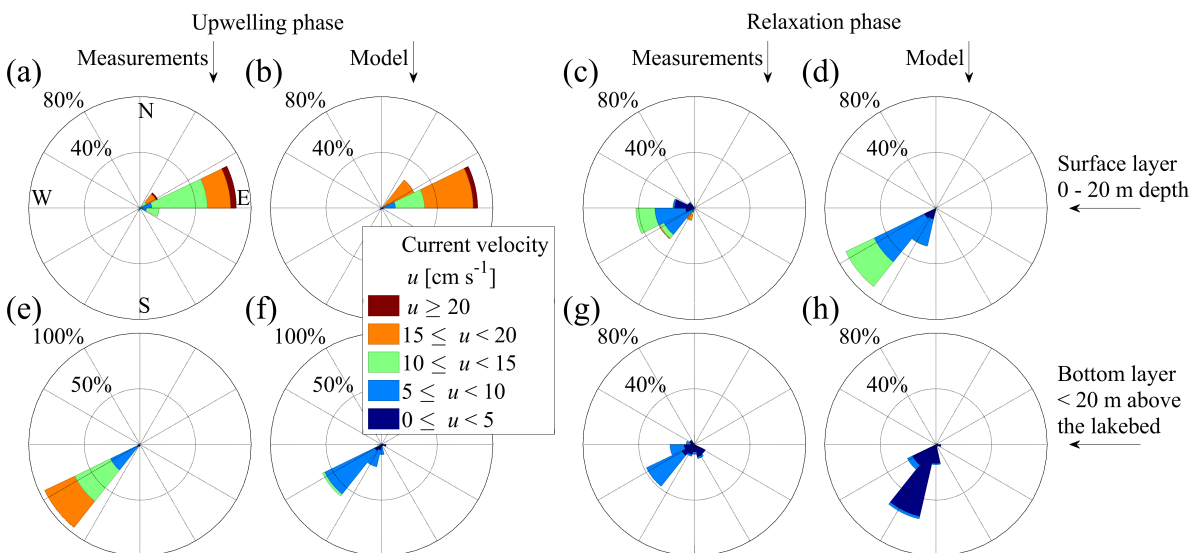 Upwelling phase
Relaxation phase
Measurements
Model
Measurements
Model
(a)
(b)
(c)
(d)
80%
N
40%
W
E
S
80%
40%
80%
40%
80%
40%
Surface layer
0 - 20 m depth
Current velocity
u [cm s-1]
u ≥ 20
15 ≤ u < 20
10 ≤ u < 15
5 ≤ u < 10
0 ≤ u < 5
(e)
(f)
(g)
(h)
100%
50%
100%
50%
80%
40%
80%
40%
Bottom layer
< 20 m above
the lakebed